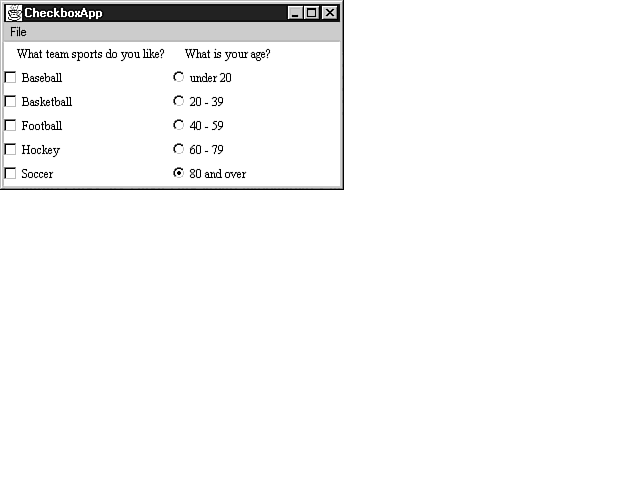 CheckboxApp
File
What team sports do you like?
Baseball
Basketball
Football
Hockey
Soccer
What is your age?
under 20
20 - 39
40 - 59
60 - 79
80 and over